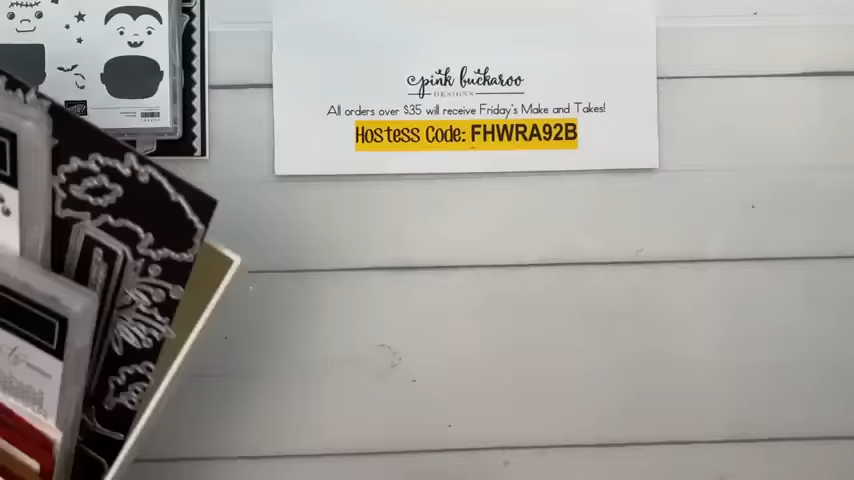 pink buckaroo
DESIGNS
All orders over $35 will receive Friday's Make and Takes!
Hostess Code: FHWRA92B